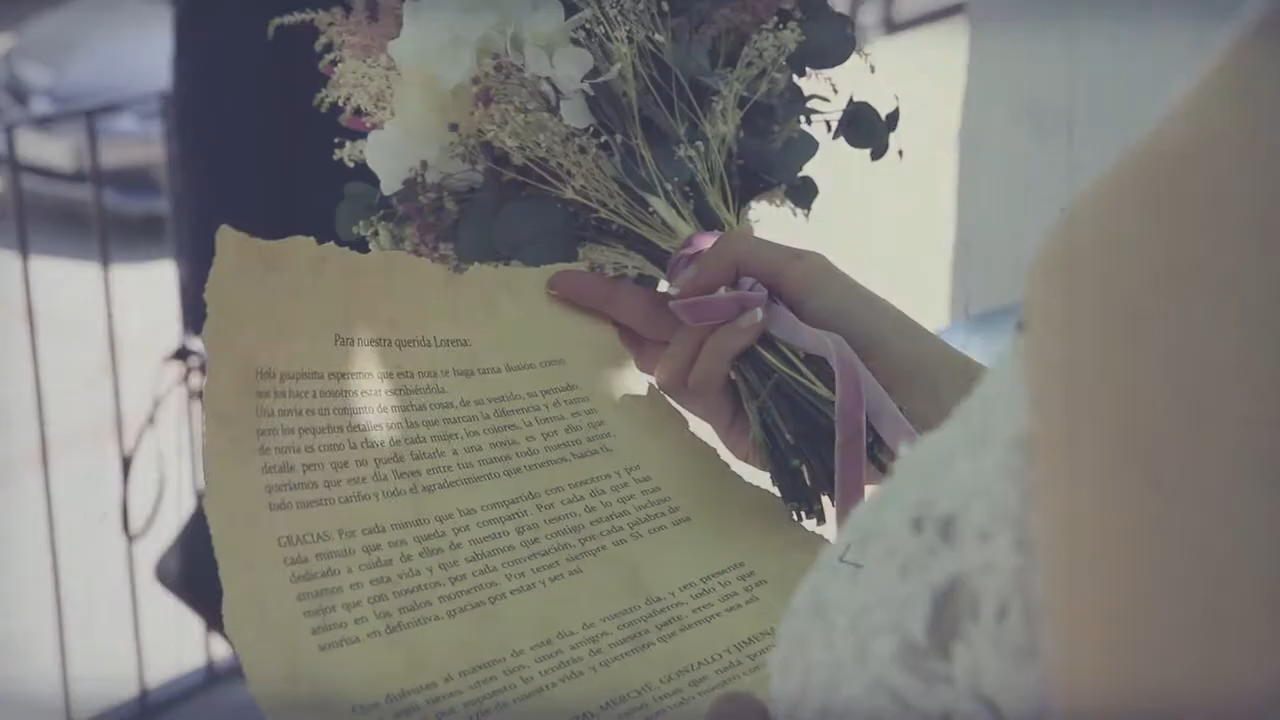 Para nuestra querida Lorena:
Hola guapísima esperemos que esta nota te haga tanta ilusión como
nos hace a nosotros estar escribiéndola.
Una novia es un conjunto de muchas cosas, de su vestido, su peinado,
pero los pequeños detalles son las que marcan la diferencia y el ramo
de novia es como la clave de cada mujer, los colores, la forma, es un
detalle, pero que no puede faltarle a una novia, es por ello que
queríamos que este día lleves entre tus manos todo nuestro amor,
todo nuestro cariño y todo el agradecimiento que tenemos, hacia ti,
GRACIAS: Por cada minuto que has compartido con nosotros y por
cada minuto que nos queda por compartir. Por cada día que has
dedicado a cuidar de ellos de nuestro gran tesoro, de lo que mas
amamos en esta vida y que sabíamos que contigo estarían incluso
mejor que con nosotros, por cada conversación, por cada palabra de
animo en los malos momentos. Por tener siempre un SI con una
sonrisa, en definitiva, gracias por estar y ser así
Que disfrutes al maximo de este día, de vuestro día, y ten presente
aquí tienes unos tíos, unos amigos, compañeros, todo lo que
por supuesto lo tendrás de nuestra parte, eres una gran
de nuestra vida y queremos que siempre sea así
MERCHE, GONZALO Y JIMENA
(mas que nada
todo nuestro